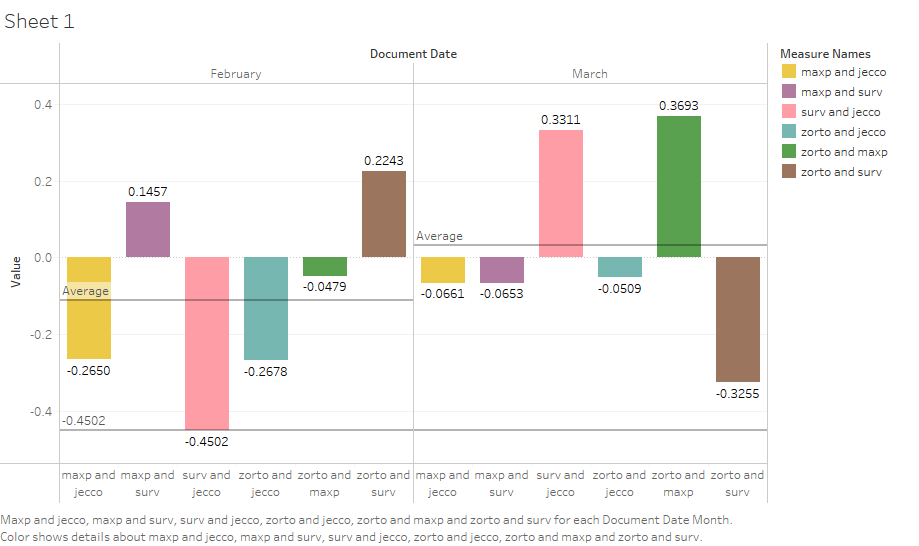 Sheet 1
Document Date
February
March
Measure Names
maxp and jecco
maxp and surv
surv and jecco
zorto and jecco
zorto and maxp
zorto and surv
Value
0.4
0.2
0.0
-0.2
-0.4
-0.2650
0.1457
-0.4502
-0.2678
-0.0479
0.2243
Average
-0.4502
-0.0661
-0.0653
0.3311
-0.0509
0.3693
-0.3255
Average
maxp and
jecco
maxp and
surv
surv and
jecco
zorto and
jecco
zorto and
maxp
zorto and
surv
maxp and
jecco
maxp and
surv
surv and
jecco
zorto and
jecco
zorto and
maxp
zorto and
surv
Maxp and jecco, maxp and surv, surv and jecco, zorto and jecco, zorto and maxp and zorto and surv for each Document Date Month.
Color shows details about maxp and jecco, maxp and surv, surv and jecco, zorto and jecco, zorto and maxp and zorto and surv.